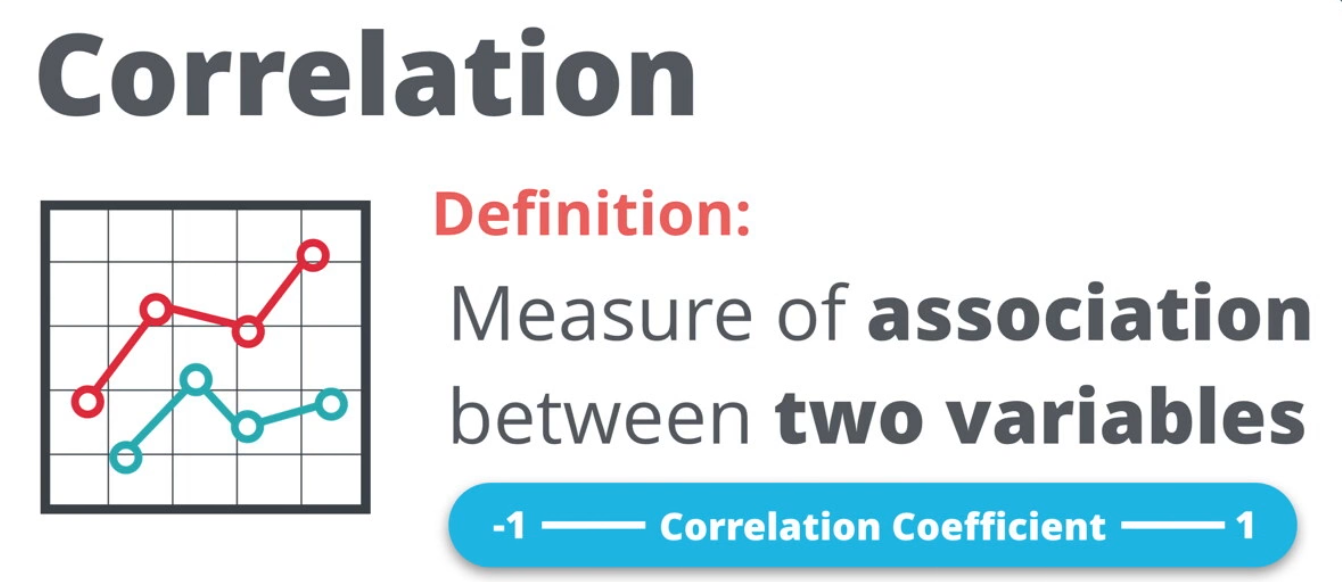 Correlation
Definition:
Measure of association
between two variables
-1 Correlation Coefficient 1